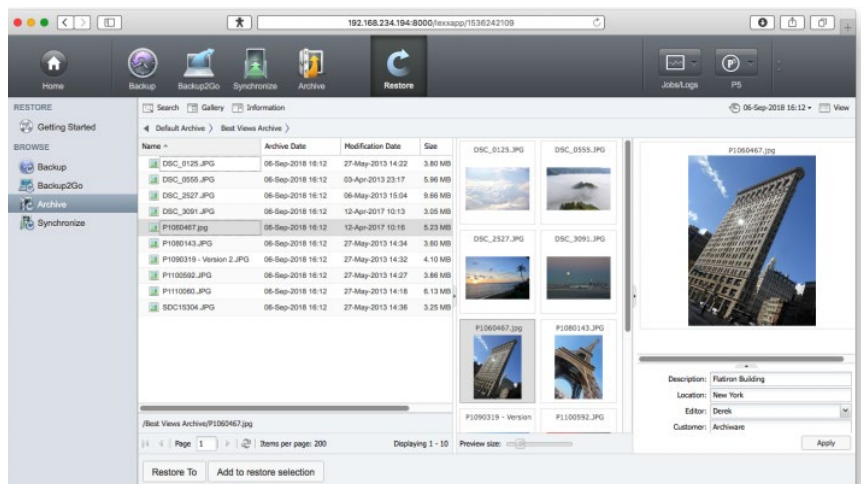 192.168.234.194:8000/lexxapp/1536242109
Home
Backup
Backup2Go
Synchronize
Archive
Restore
Jobs/Logs
P5
RESTORE
Getting Started
BROWSE
Backup
Backup2Go
Archive
Synchronize
Search Gallery Information
06-Sep-2018 16:12 View
Default Archive Best Views Archive
Name Archive Date Modification Date Size
DSC_0125.JPG 06-Sep-2018 16:12 27-May-2013 14:22 3.80 MB
DSC_0555.JPG 06-Sep-2018 16:12 03-Apr-2013 23:17 5.96 MB
DSC_2527.JPG 06-Sep-2018 16:12 06-May-2013 15:04 9.66 MB
DSC_3091.JPG 06-Sep-2018 16:12 12-Apr-2017 10:13 3.05 MB
P1060467.jpg 06-Sep-2018 16:12 12-Apr-2017 10:16 5.23 MB
P1080143.JPG 06-Sep-2018 16:12 27-May-2013 14:34 3.60 MB
P1090319 - Version 2.JPG 06-Sep-2018 16:12 27-May-2013 14:32 4.10 MB
P1100592.JPG 06-Sep-2018 16:12 27-May-2013 14:27 3.86 MB
P1110060.JPG 06-Sep-2018 16:12 27-May-2013 14:18 6.13 MB
SDC15304.JPG 06-Sep-2018 16:12 27-May-2013 14:36 3.25 MB
/Best Views Archive/P1060467.jpg
Page 1 Items per page: 200 Displaying 1 - 10
DSC_0125.JPG DSC_0555.JPG
DSC_2527.JPG DSC_3091.JPG
P1060467.jpg P1080143.JPG
P1090319 - Version P1100592.JPG
Preview size:
P1060467.jpg
Description: Flatiron Building
Location: New York
Editor: Derek
Customer: Archiware
Apply
Restore To Add to restore selection